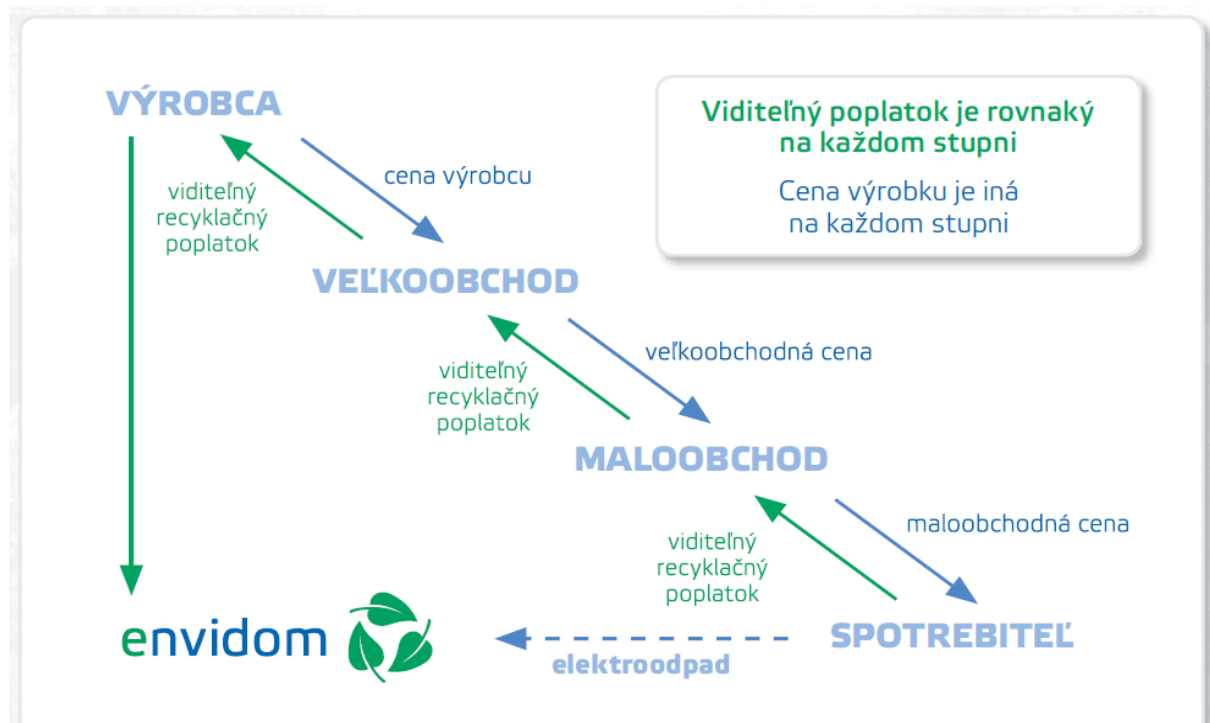 VÝROBCA
Viditeľný poplatok je rovnaký
na každom stupni
Cena výrobku je iná
na každom stupni
cena výrobcu
viditeľný
recyklačný
poplatok
VEĽKOOBCHOD
veľkoobchodná cena
viditeľný
recyklačný
poplatok
MALOOBCHOD
maloobchodná cena
viditeľný
recyklačný
poplatok
envidom
elektroodpad
SPOTREBITEĽ